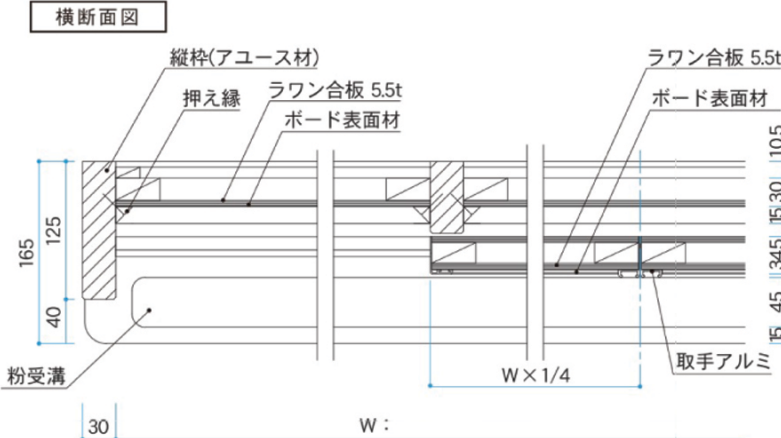 横断面図
縦枠(アユース材)
押え縁
ラワン合板 5.5t
ボード表面材
ラワン合板 5.5t
ボード表面材
10.5
30
15
345
45
15
165
125
40
粉受溝
W×1/4
取手アルミ
30
W：